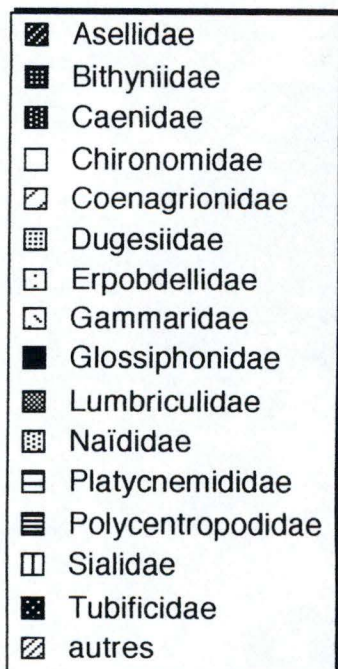 Asellidae
Bithyniidae
Caenidae
Chironomidae
Coenagrionidae
Dugesiidae
Erpobdellidae
Gammaridae
Glossiphonidae
Lumbriculidae
Naïdidae
Platycnemididae
Polycentropodidae
Sialidae
Tubificidae
autres